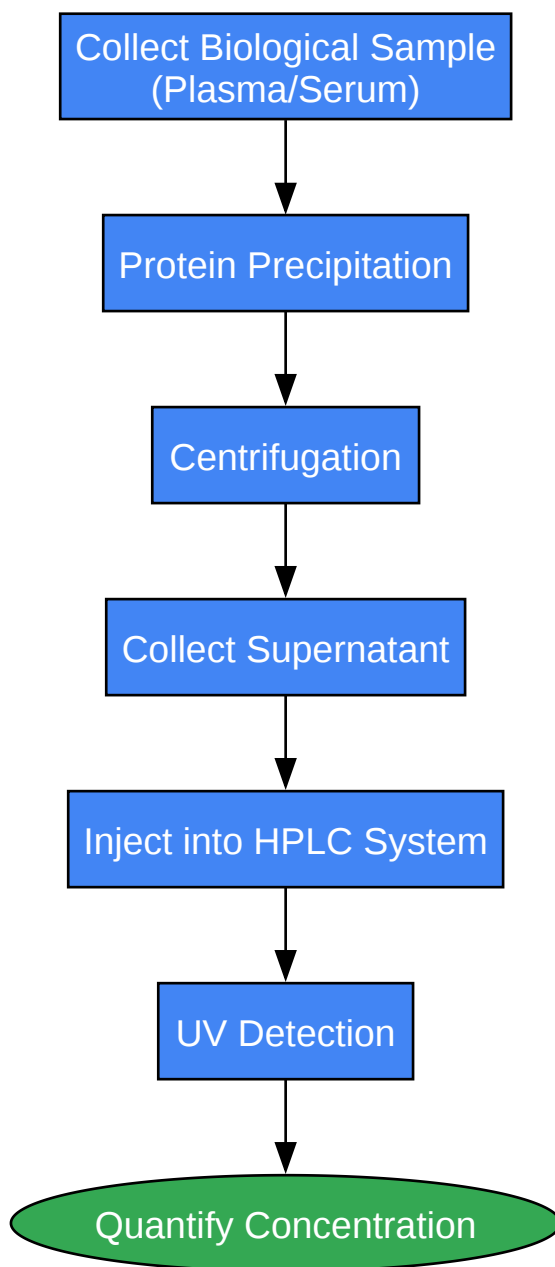 Collect Biological Sample
(Plasma/Serum)
Protein Precipitation
Centrifugation
Collect Supernatant
Inject into HPLC System
UV Detection
Quantify Concentration